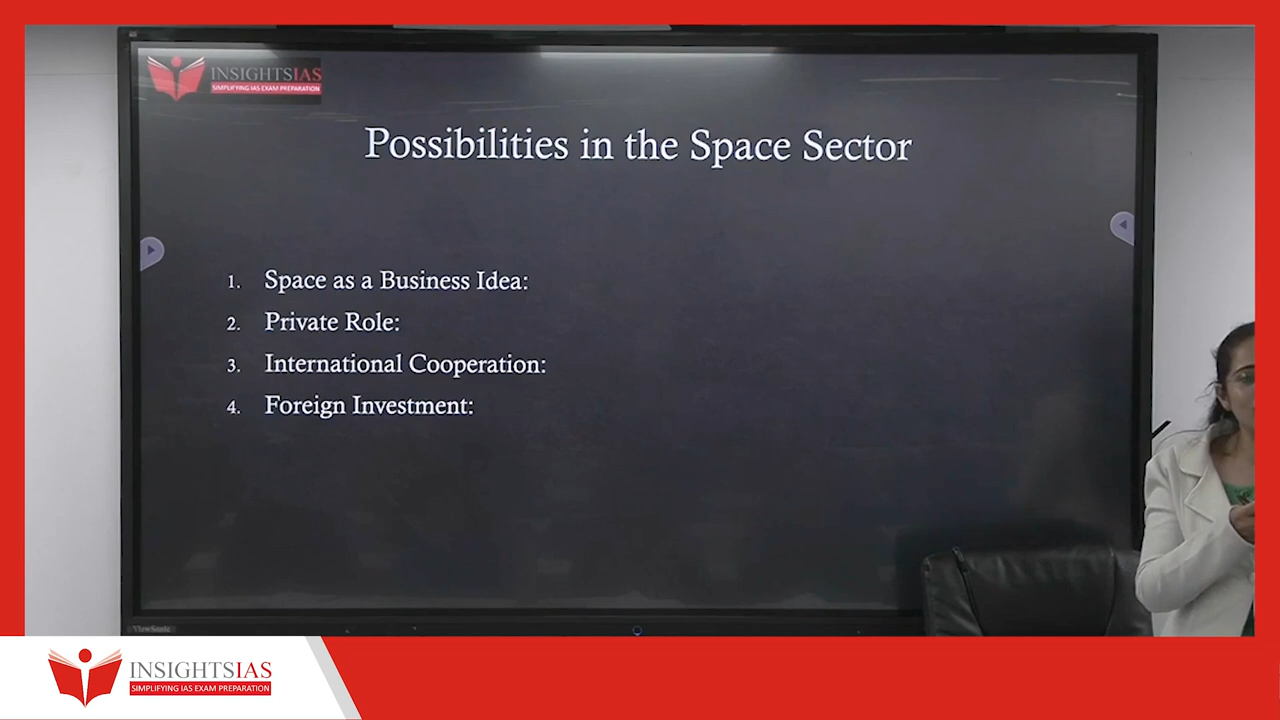 INSIGHTSIAS
SIMPLIFYING IAS EXAM PREPARATION
Possibilities in the Space Sector
1. Space as a Business Idea:
2. Private Role:
3. International Cooperation:
4. Foreign Investment:
ViewSonic
INSIGHTSIAS
SIMPLIFYING IAS EXAM PREPARATION